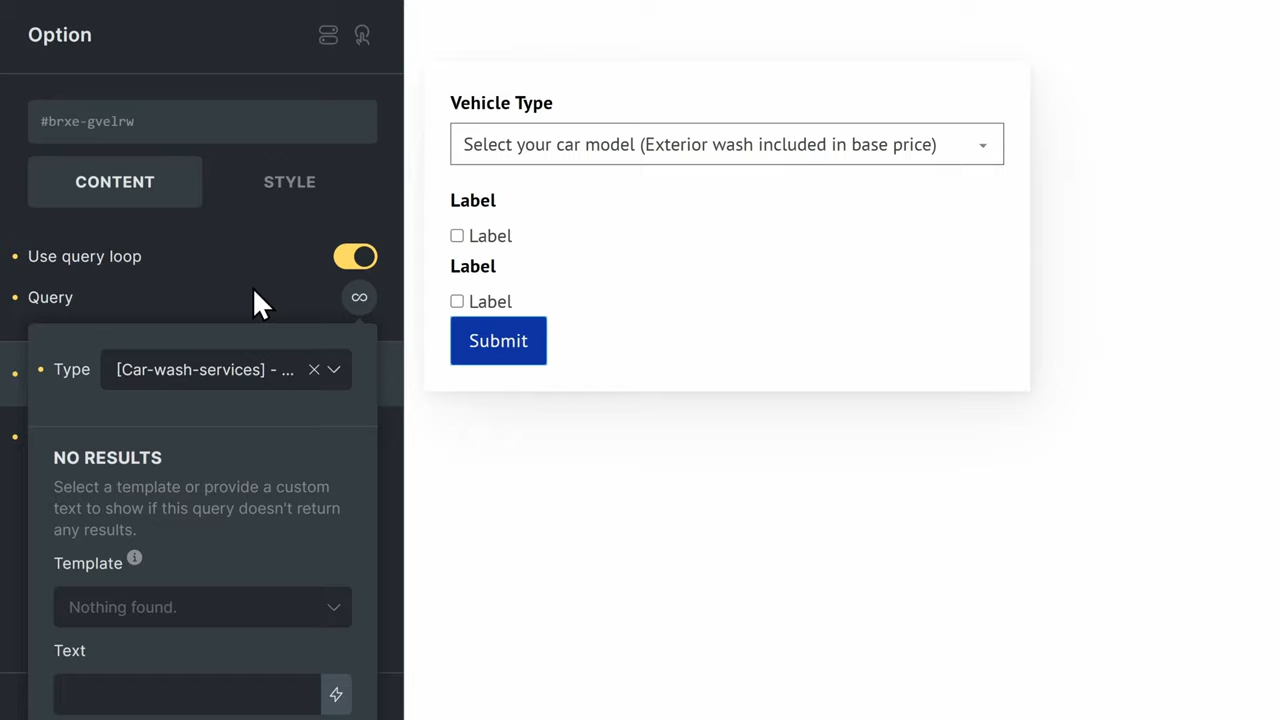 Option
#brxe-gvelrw
CONTENT
STYLE
Use query loop
Query
Type
[Car-wash-services] - ...
NO RESULTS
Select a template or provide a custom
text to show if this query doesn't return
any results.
Template
Nothing found.
Text
Vehicle Type
Select your car model (Exterior wash included in base price)
Label
Label
Label
Label
Submit